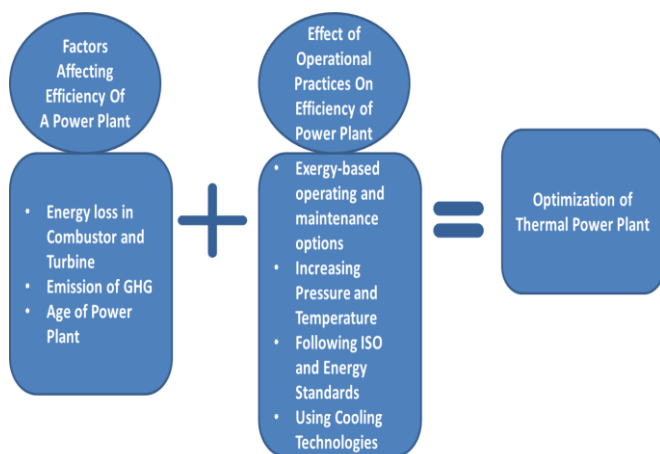 Factors
Affecting
Efficiency Of
A Power Plant
• Energy loss in
Combustor and
Turbine
• Emission of GHG
• Age of Power
Plant
Effect of
Operational
Practices On
Efficiency of
Power Plant
• Exergy-based
operating and
maintenance
options
• Increasing
Pressure and
Temperature
• Following ISO
and Energy
Standards
• Using Cooling
Technologies
Optimization of
Thermal Power Plant